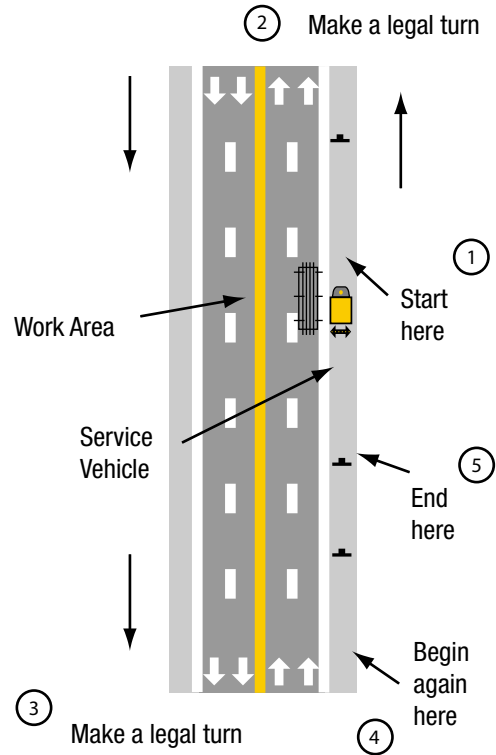 2 Make a legal turn
1
Start
here
Work Area
Service
Vehicle
5
End
here
Begin
again
here
3
Make a legal turn
4